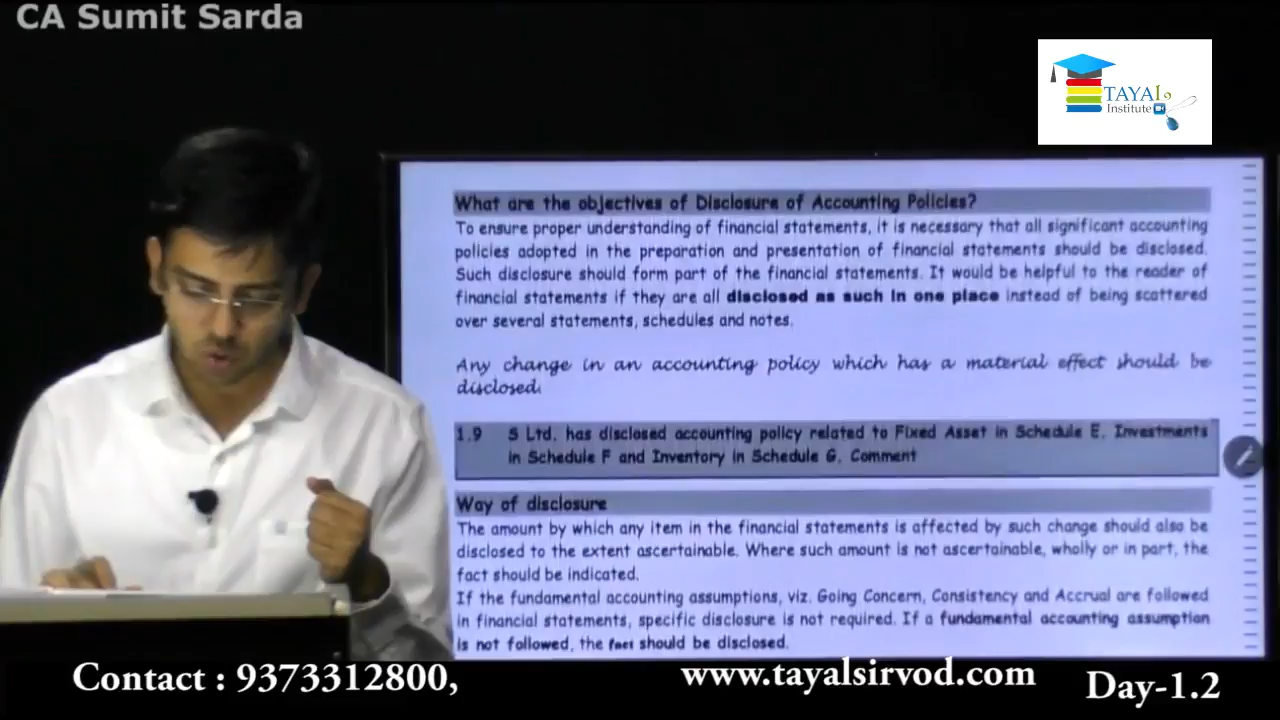 CA Sumit Sarda
TAYAL
Institute
What are the objectives of Disclosure of Accounting Policies?
To ensure proper understanding of financial statements, it is necessary that all significant accounting
policies adopted in the preparation and presentation of financial statements should be disclosed.
Such disclosure should form part of the financial statements. It would be helpful to the reader of
financial statements if they are all disclosed as such in one place instead of being scattered
over several statements, schedules and notes.
Any change in an accounting policy which has a material effect should be
disclosed.
1.9 S Ltd. has disclosed accounting policy related to Fixed Asset in Schedule E. Investments
in Schedule F and Inventory in Schedule G. Comment
Way of disclosure
The amount by which any item in the financial statements is affected by such change should also be
disclosed to the extent ascertainable. Where such amount is not ascertainable, wholly or in part, the
fact should be indicated.
If the fundamental accounting assumptions, viz. Going Concern, Consistency and Accrual are followed
in financial statements, specific disclosure is not required. If a fundamental accounting assumption
is not followed, the fact should be disclosed.
Contact : 9373312800,
www.tayalsirvod.com
Day-1.2